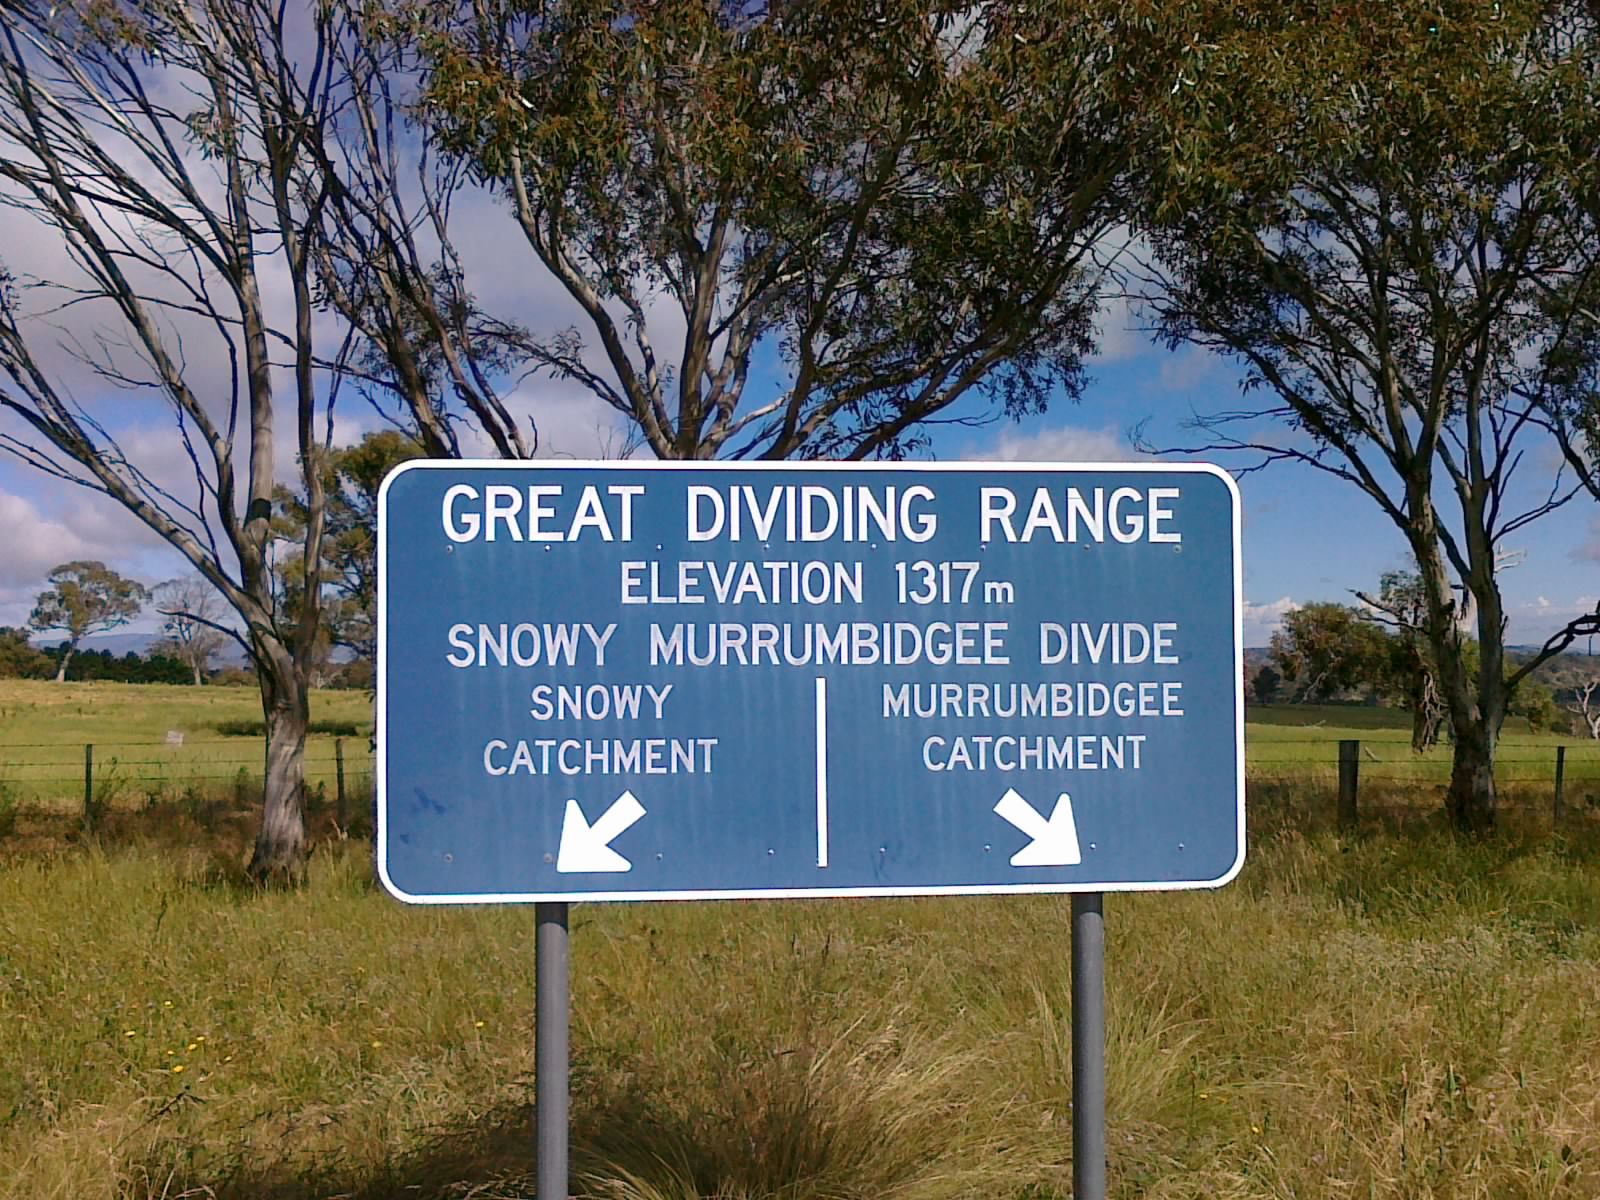 GREAT DIVIDING RANGE
ELEVATION 1317m
SNOWY MURRUMBIDGEE DIVIDE
SNOWY
CATCHMENT
MURRUMBIDGEE
CATCHMENT